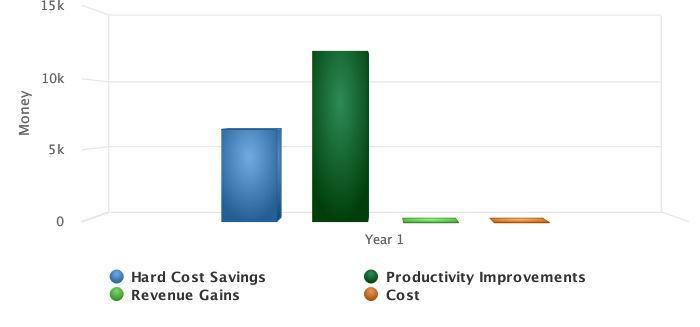 15k
10k
Money
5k
0
Year 1
Hard Cost Savings
Productivity Improvements
Revenue Gains
Cost